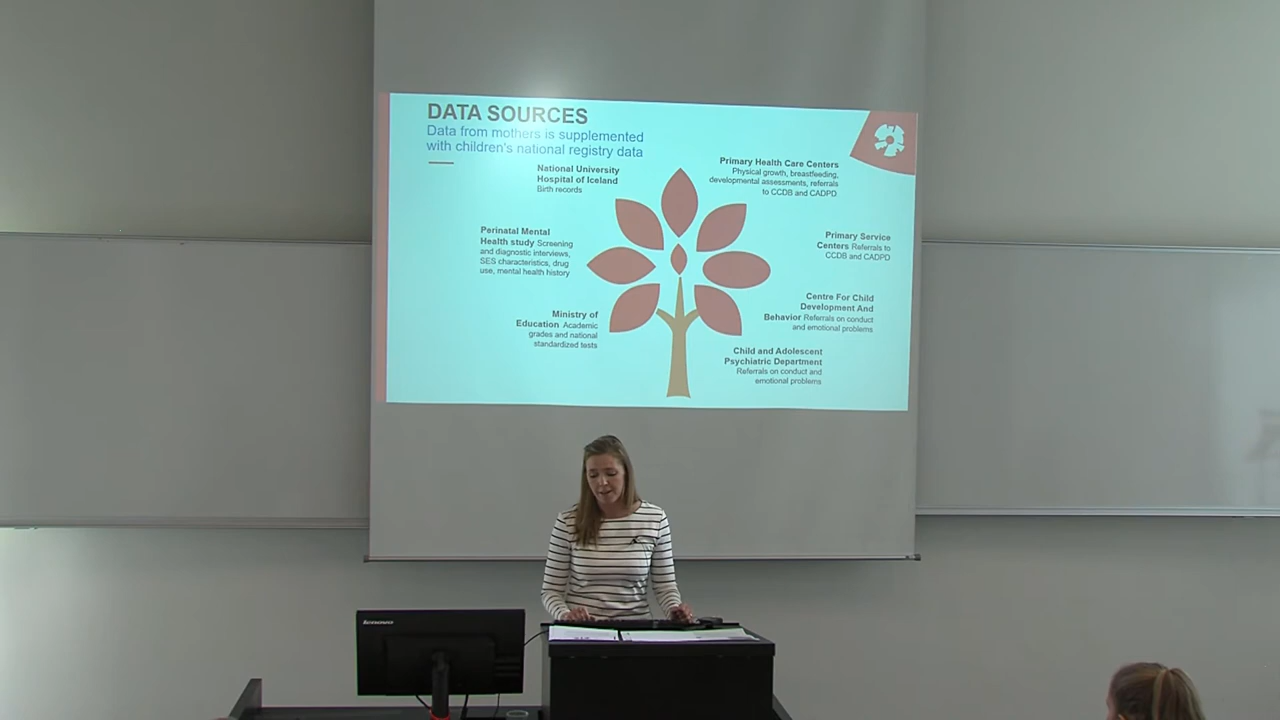 DATA SOURCES
Data from mothers is supplemented
with children's national registry data
National University
Hospital of Iceland
Birth records
Primary Health Care Centers
Physical growth, breastfeeding,
developmental assessments, referrals
to CCDB and CADPD
Perinatal Mental
Health study Screening
and diagnostic interviews,
SES characteristics, drug
use, mental health history
Primary Service
Centers Referrals to
CCDB and CADPD
Ministry of
Education Academic
grades and national
standardized tests
Centre For Child
Development And
Behavior Referrals on conduct
and emotional problems
Child and Adolescent
Psychiatric Department
Referrals on conduct and
emotional problems
lenovo